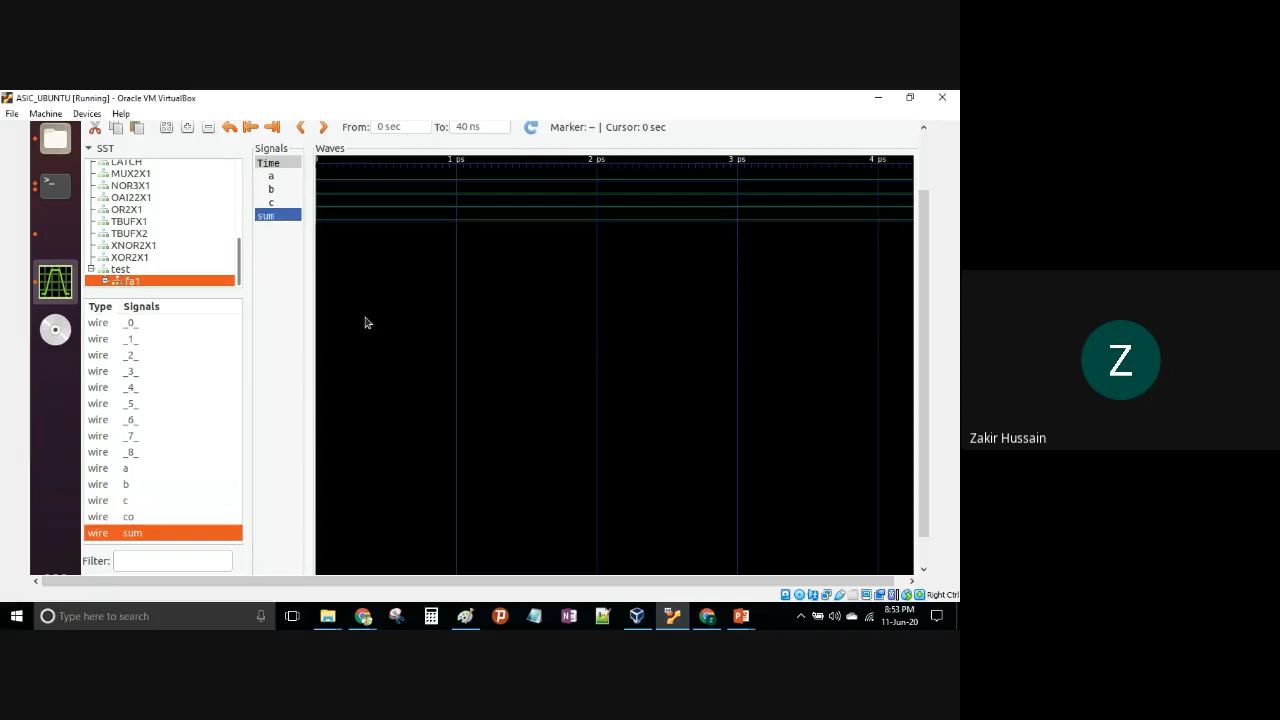 ASIC_UBUNTU [Running] - Oracle VM VirtualBox
File Machine Devices Help
From: 0 sec To: 40 ns Marker: -- | Cursor: 0 sec
SST
LATCH
MUX2X1
NOR3X1
OAI22X1
OR2X1
TBUFX1
TBUFX2
XNOR2X1
XOR2X1
test
fa1
Type Signals
wire _0_
wire _1_
wire _2_
wire _3_
wire _4_
wire _5_
wire _6_
wire _7_
wire _8_
wire a
wire b
wire c
wire co
wire sum
Filter:
Signals
Time
a
b
c
sum
Waves
0 1 ps 2 ps 3 ps 4 ps
Right Ctrl
Type here to search
8:53 PM
11-Jun-20
Z
Zakir Hussain